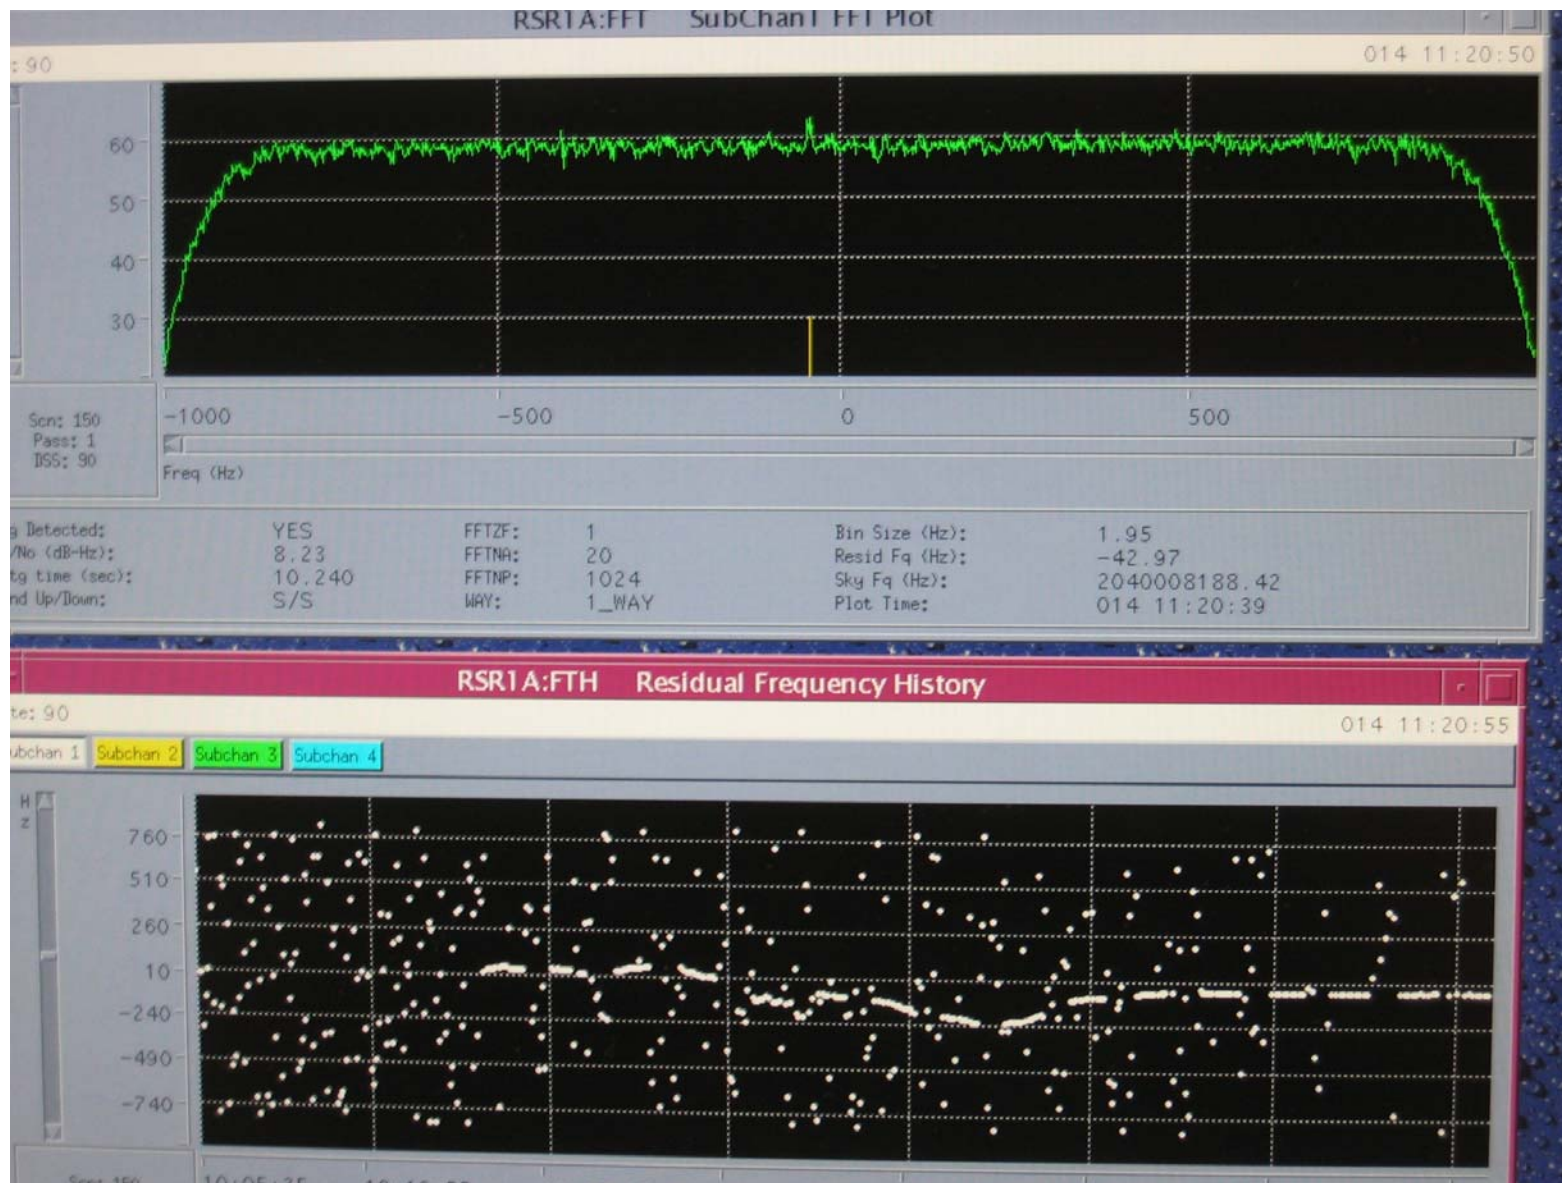 RSR1A:FFT SubChan1 FFT Plot
: 90 014 11:20:50
60
50
40
30
-1000 -500 0 500
Freq (Hz)
Scn: 150
Pass: 1
DSS: 90
Detected: YES FFTZF: 1 Bin Size (Hz): 1.95
/No (dB-Hz): 8.23 FFTNA: 20 Resid Fq (Hz): -42.97
tg time (sec): 10.240 FFTNP: 1024 Sky Fq (Hz): 2040008188.42
nd Up/Down: S/S WAY: 1_WAY Plot Time: 014 11:20:39
RSR1A:FTH Residual Frequency History
te: 90 014 11:20:55
ubchan 1 Subchan 2 Subchan 3 Subchan 4
Hz
760
510
260
10
-240
-490
-740